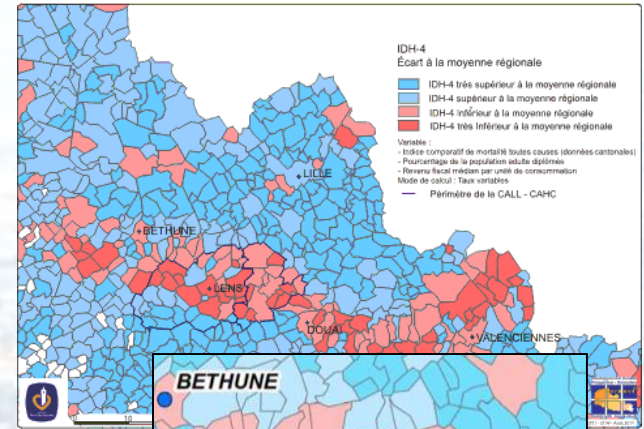 IDH-4
Écart à la moyenne régionale
IDH-4 très supérieur à la moyenne régionale
IDH-4 supérieur à la moyenne régionale
IDH-4 inférieur à la moyenne régionale
IDH-4 très Inférieur à la moyenne régionale
Variable :
- Indice comparatif de mortalité toutes causes (données cantonales)
- Pourcentage de la population adulte diplômée
- Revenu fiscal médian par unité de consommation
Mode de calcul : Taux variables
Périmètre de la CALL - CAHC
LILLE
BETHUNE
LENS
DOUAI
VALENCIENNES
10
BETHUNE